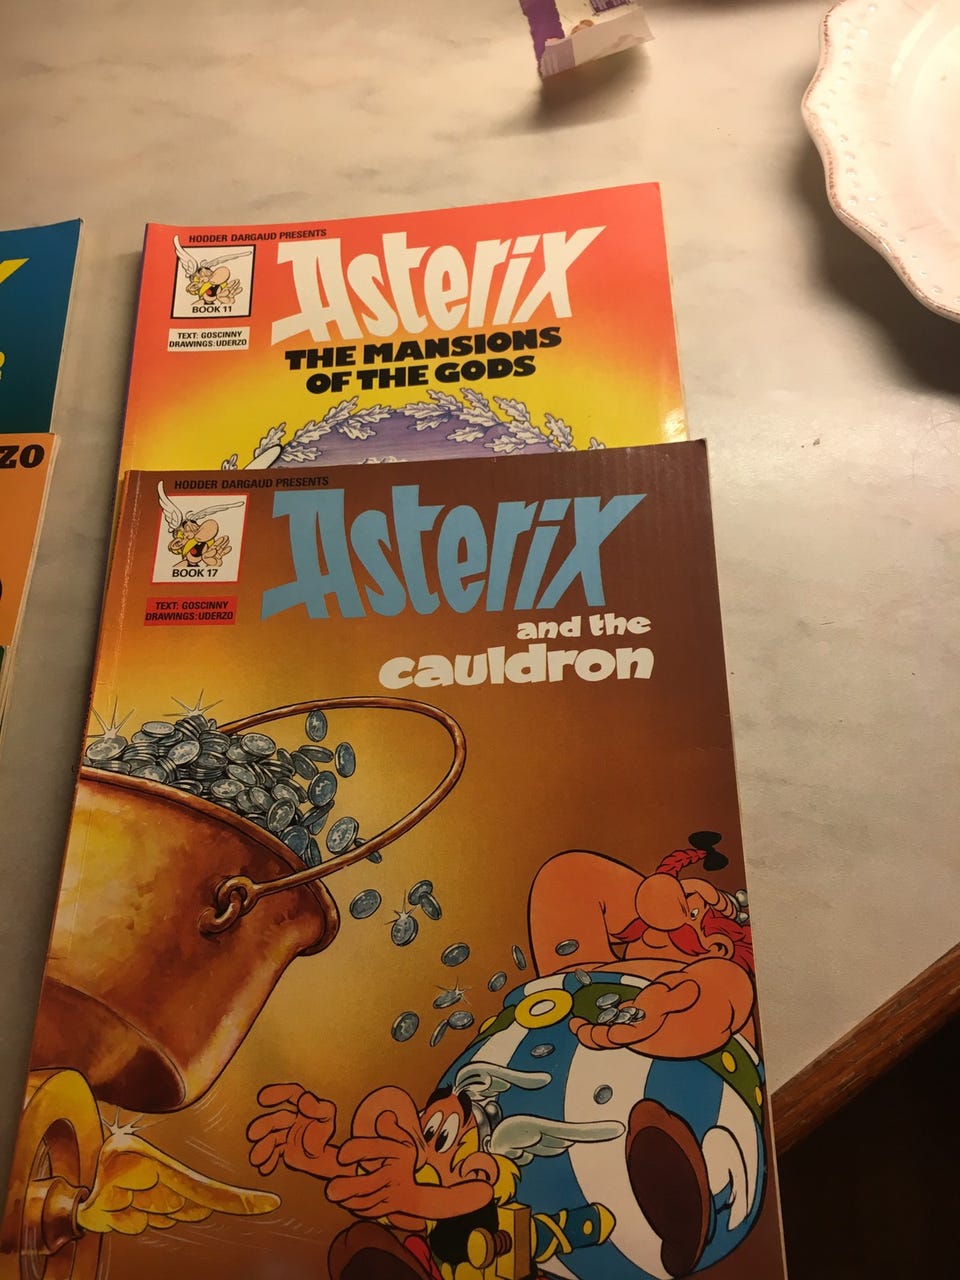 HODDER DARGAUD PRESENTS
Asterix
BOOK 11
TEXT: GOSCINNY
DRAWINGS: UDERZO
THE MANSIONS
OF THE GODS
ZO
HODDER DARGAUD PRESENTS
Asterix
BOOK 17
TEXT: GOSCINNY
DRAWINGS: UDERZO
and the
cauldron